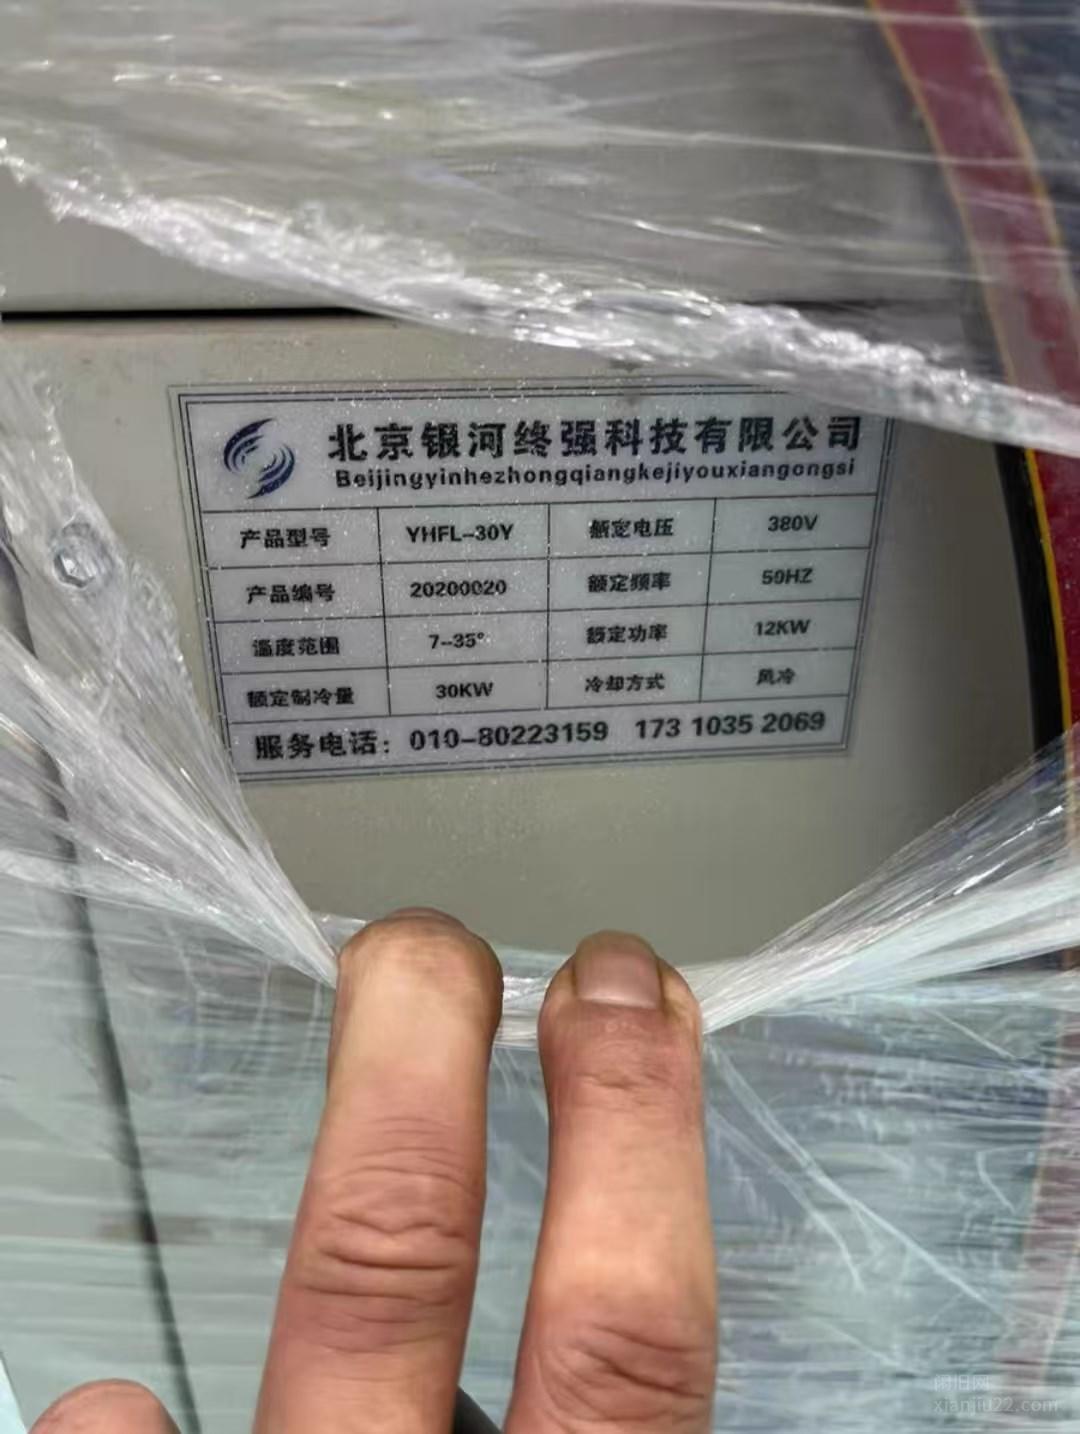 北京银河终强科技有限公司
Beijingyinhezhongqiangkejiyouxiangongsi
产品型号 YHFL-30Y 额定电压 380V
产品编号 20200020 额定频率 50HZ
温度范围 7-35° 额定功率 12KW
额定制冷量 30KW 冷却方式 风冷
服务电话：010-80223159 173 1035 2069
闲旧网
xianjiu22.com